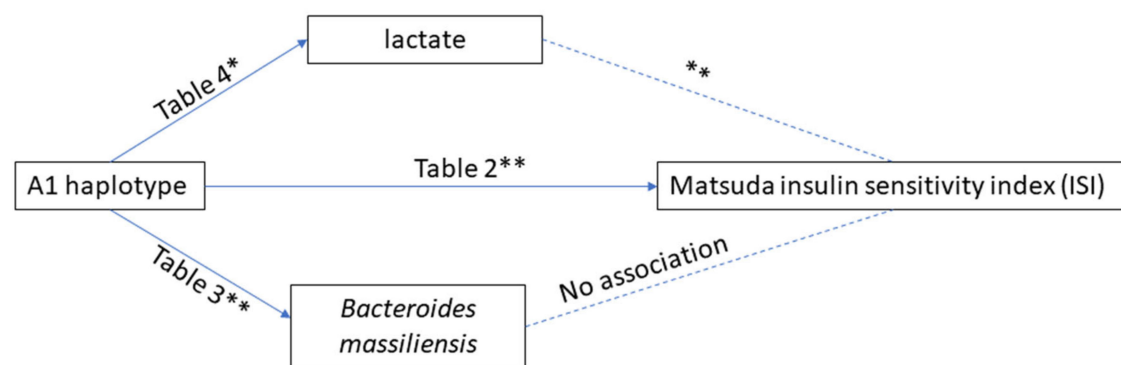 lactate
Table 4*
**
A1 haplotype
Table 2**
Matsuda insulin sensitivity index (ISI)
Table 3**
No association
Bacteroides
massiliensis